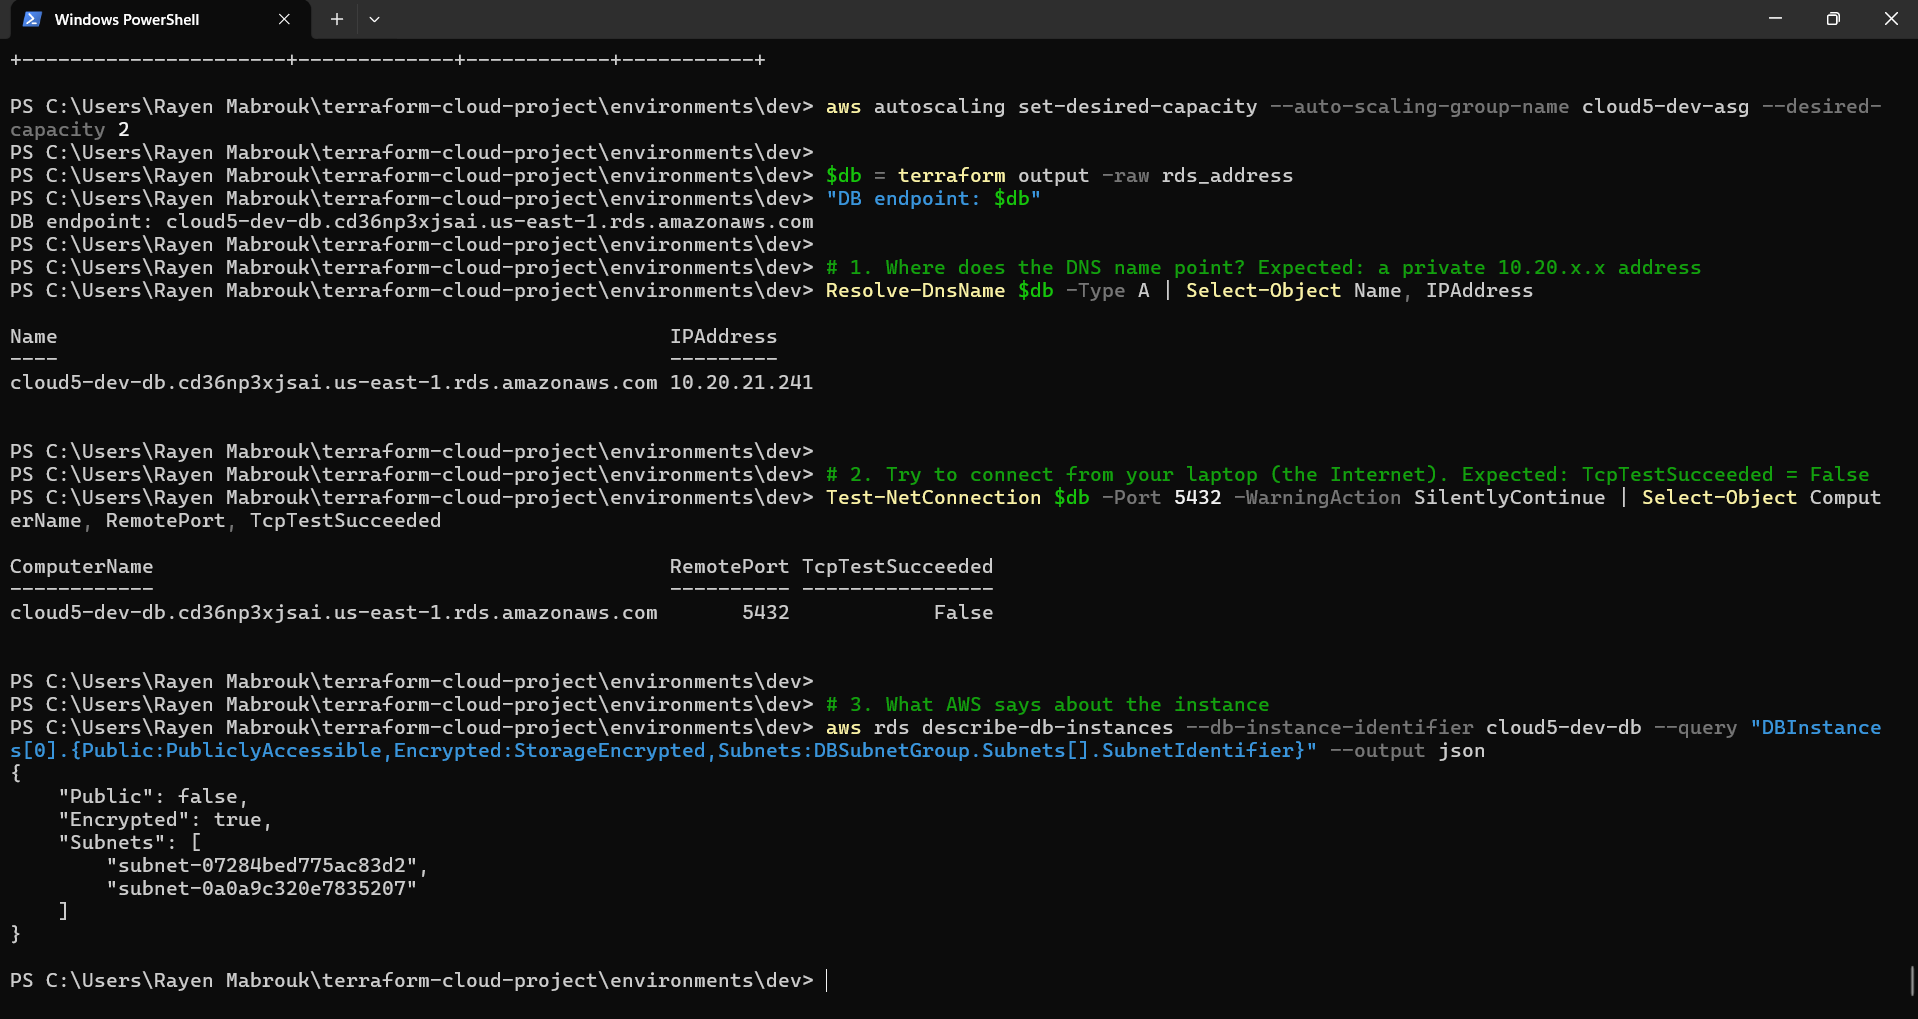 Windows PowerShell
+----------------------+-------------+------------+-----------+
PS C:\Users\Rayen Mabrouk\terraform-cloud-project\environments\dev> aws autoscaling set-desired-capacity --auto-scaling-group-name cloud5-dev-asg --desired-
capacity 2
PS C:\Users\Rayen Mabrouk\terraform-cloud-project\environments\dev>
PS C:\Users\Rayen Mabrouk\terraform-cloud-project\environments\dev> $db = terraform output -raw rds_address
PS C:\Users\Rayen Mabrouk\terraform-cloud-project\environments\dev> "DB endpoint: $db"
DB endpoint: cloud5-dev-db.cd36np3xjsai.us-east-1.rds.amazonaws.com
PS C:\Users\Rayen Mabrouk\terraform-cloud-project\environments\dev>
PS C:\Users\Rayen Mabrouk\terraform-cloud-project\environments\dev> # 1. Where does the DNS name point? Expected: a private 10.20.x.x address
PS C:\Users\Rayen Mabrouk\terraform-cloud-project\environments\dev> Resolve-DnsName $db -Type A | Select-Object Name, IPAddress
Name                                                   IPAddress
----                                                   ---------
cloud5-dev-db.cd36np3xjsai.us-east-1.rds.amazonaws.com 10.20.21.241
PS C:\Users\Rayen Mabrouk\terraform-cloud-project\environments\dev>
PS C:\Users\Rayen Mabrouk\terraform-cloud-project\environments\dev> # 2. Try to connect from your laptop (the Internet). Expected: TcpTestSucceeded = False
PS C:\Users\Rayen Mabrouk\terraform-cloud-project\environments\dev> Test-NetConnection $db -Port 5432 -WarningAction SilentlyContinue | Select-Object Comput
erName, RemotePort, TcpTestSucceeded
ComputerName                                           RemotePort TcpTestSucceeded
------------                                           ---------- ----------------
cloud5-dev-db.cd36np3xjsai.us-east-1.rds.amazonaws.com       5432            False
PS C:\Users\Rayen Mabrouk\terraform-cloud-project\environments\dev>
PS C:\Users\Rayen Mabrouk\terraform-cloud-project\environments\dev> # 3. What AWS says about the instance
PS C:\Users\Rayen Mabrouk\terraform-cloud-project\environments\dev> aws rds describe-db-instances --db-instance-identifier cloud5-dev-db --query "DBInstance
s[0].{Public:PubliclyAccessible,Encrypted:StorageEncrypted,Subnets:DBSubnetGroup.Subnets[].SubnetIdentifier}" --output json
{
    "Public": false,
    "Encrypted": true,
    "Subnets": [
        "subnet-07284bed775ac83d2",
        "subnet-0a0a9c320e7835207"
    ]
}
PS C:\Users\Rayen Mabrouk\terraform-cloud-project\environments\dev>